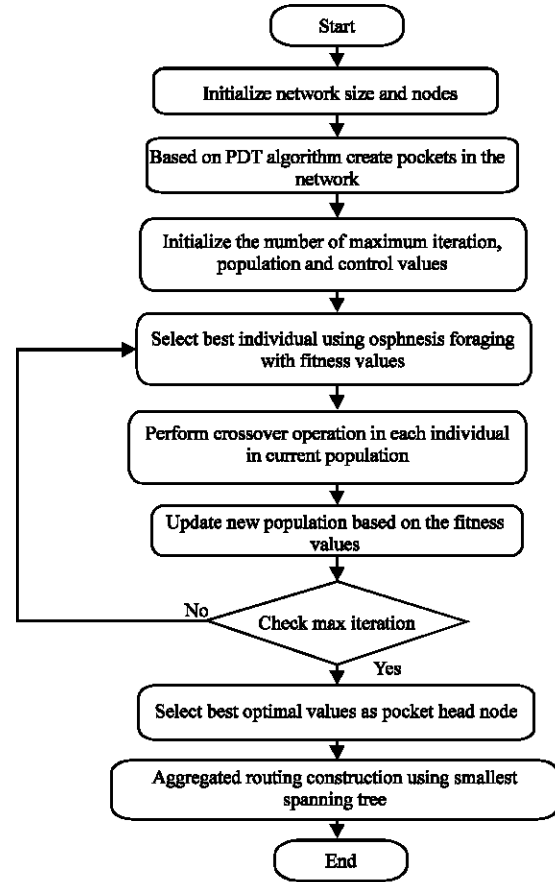 Start
Initialize network size and nodes
Based on PDT algorithm create pockets in the
network
Initialize the number of maximum iteration,
population and control values
Select best individual using osphnesis foraging
with fitness values
Perform crossover operation in each individual
in current population
Update new population based on the fitness
values
No
Check max iteration
Yes
Select best optimal values as pocket head node
Aggregated routing construction using smallest
spanning tree
End